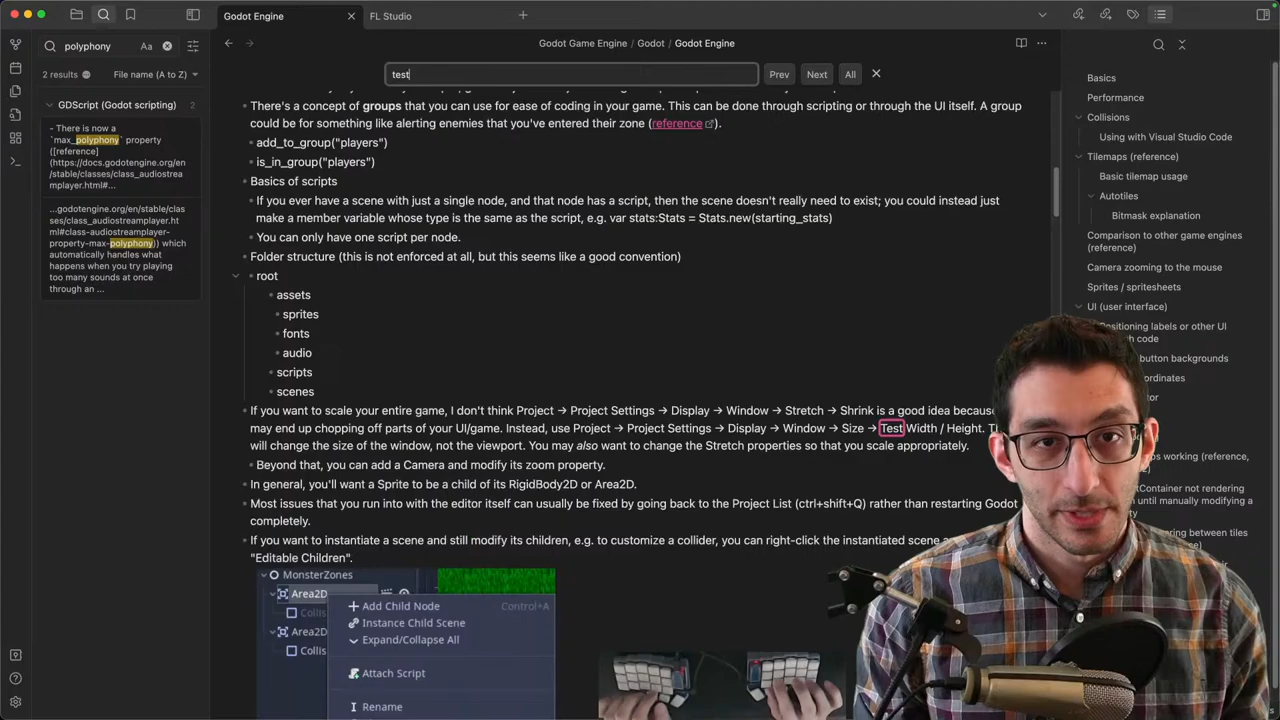 Godot Engine
FL Studio
polyphony
Aa
Godot Game Engine / Godot / Godot Engine
2 results
File name (A to Z)
test
Prev
Next
All
GDScript (Godot scripting)
2
- There is now a
`max_polyphony` property
([reference]
(https://docs.godotengine.org/en
/stable/classes/class_audiostrea
mplayer.html#...
...godotengine.org/en/stable/clas
ses/class_audiostreamplayer.ht
ml#class-audiostreamplayer-
property-max-
polyphony)) which
automatically handles what
happens when you try playing
too many sounds at once
through an ...
There's a concept of groups that you can use for ease of coding in your game. This can be done through scripting or through the UI itself. A group
could be for something like alerting enemies that you've entered their zone (reference).
add_to_group("players")
is_in_group("players")
Basics of scripts
If you ever have a scene with just a single node, and that node has a script, then the scene doesn't really need to exist; you could instead just
make a member variable whose type is the same as the script, e.g. var stats:Stats = Stats.new(starting_stats)
You can only have one script per node.
Folder structure (this is not enforced at all, but this seems like a good convention)
root
assets
sprites
fonts
audio
scripts
scenes
If you want to scale your entire game, I don't think Project → Project Settings → Display → Window → Stretch → Shrink is a good idea because
may end up chopping off parts of your UI/game. Instead, use Project → Project Settings → Display → Window → Size → Test Width / Height.
will change the size of the window, not the viewport. You may also want to change the Stretch properties so that you scale appropriately.
Beyond that, you can add a Camera and modify its zoom property.
In general, you'll want a Sprite to be a child of its RigidBody2D or Area2D.
Most issues that you run into with the editor itself can usually be fixed by going back to the Project List (ctrl+shift+Q) rather than restarting Godot
completely.
If you want to instantiate a scene and still modify its children, e.g. to customize a collider, you can right-click the instantiated scene
"Editable Children".
MonsterZones
Area2D
Collis
Area2D
Collis
Add Child Node
Control+A
Instance Child Scene
Expand/Collapse All
Attach Script
Rename
Basics
Performance
Collisions
Using with Visual Studio Code
Tilemaps (reference)
Basic tilemap usage
Autotiles
Bitmask explanation
Comparison to other game engines
(reference)
Camera zooming to the mouse
Sprites / spritesheets
UI (user interface)
Positioning labels or other UI
code
button backgrounds
working (reference,
not rendering
until manually modifying a
between tiles